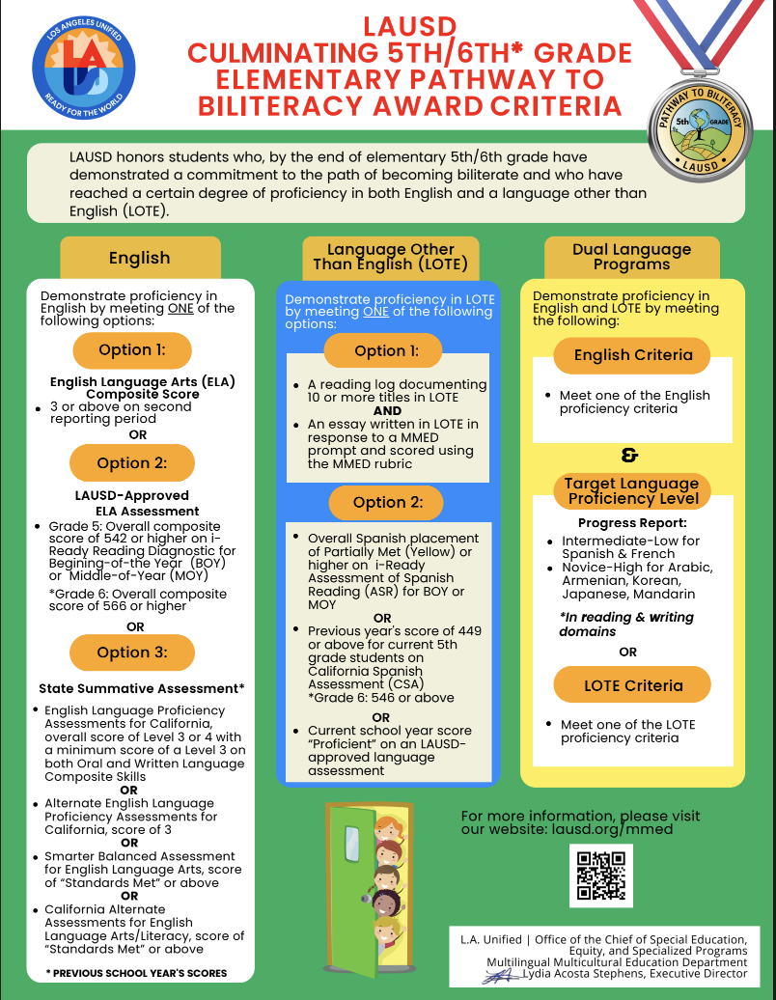 LOS ANGELES UNIFIED
LAUSD
READY FOR THE WORLD
LAUSD
CULMINATING 5TH/6TH* GRADE
ELEMENTARY PATHWAY TO
BILITERACY AWARD CRITERIA
PATHWAY TO BILITERACY
5th GRADE
• LAUSD •
LAUSD honors students who, by the end of elementary 5th/6th grade have
demonstrated a commitment to the path of becoming biliterate and who have
reached a certain degree of proficiency in both English and a language other than
English (LOTE).
English
Demonstrate proficiency in
English by meeting ONE of the
following options:
Option 1:
English Language Arts (ELA)
Composite Score
• 3 or above on second
reporting period
OR
Option 2:
LAUSD-Approved
ELA Assessment
• Grade 5: Overall composite
score of 542 or higher on i-
Ready Reading Diagnostic for
Begining-of-the Year (BOY)
or Middle-of-Year (MOY)
*Grade 6: Overall composite
score of 566 or higher
OR
Option 3:
State Summative Assessment*
• English Language Proficiency
Assessments for California,
overall score of Level 3 or 4 with
a minimum score of a Level 3 on
both Oral and Written Language
Composite Skills
OR
• Alternate English Language
Proficiency Assessments for
California, score of 3
OR
• Smarter Balanced Assessment
for English Language Arts, score
of “Standards Met” or above
OR
• California Alternate
Assessments for English
Language Arts/Literacy, score of
“Standards Met” or above
* PREVIOUS SCHOOL YEAR'S SCORES
Language Other
Than English (LOTE)
Demonstrate proficiency in LOTE
by meeting ONE of the following
options:
Option 1:
• A reading log documenting
10 or more titles in LOTE
AND
• An essay written in LOTE in
response to a MMED
prompt and scored using
the MMED rubric
Option 2:
• Overall Spanish placement
of Partially Met (Yellow) or
higher on i-Ready
Assessment of Spanish
Reading (ASR) for BOY or
MOY
OR
• Previous year's score of 449
or above for current 5th
grade students on
California Spanish
Assessment (CSA)
*Grade 6: 546 or above
OR
• Current school year score
“Proficient” on an LAUSD-
approved language
assessment
Dual Language
Programs
Demonstrate proficiency in
English and LOTE by meeting
the following:
English Criteria
• Meet one of the English
proficiency criteria
&
Target Language
Proficiency Level
Progress Report:
• Intermediate-Low for
Spanish & French
• Novice-High for Arabic,
Armenian, Korean,
Japanese, Mandarin
*In reading & writing
domains
OR
LOTE Criteria
• Meet one of the LOTE
proficiency criteria
For more information, please visit
our website: lausd.org/mmed
L.A. Unified | Office of the Chief of Special Education,
Equity, and Specialized Programs
Multilingual Multicultural Education Department
Lydia Acosta Stephens, Executive Director